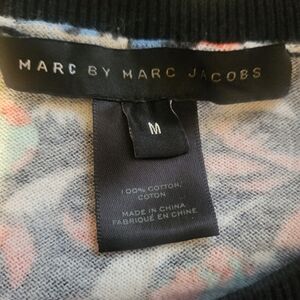 MARC BY MARC JACOBS
M
100% COTTON/
COTON
MADE IN CHINA
FABRIQUÉ EN CHINE